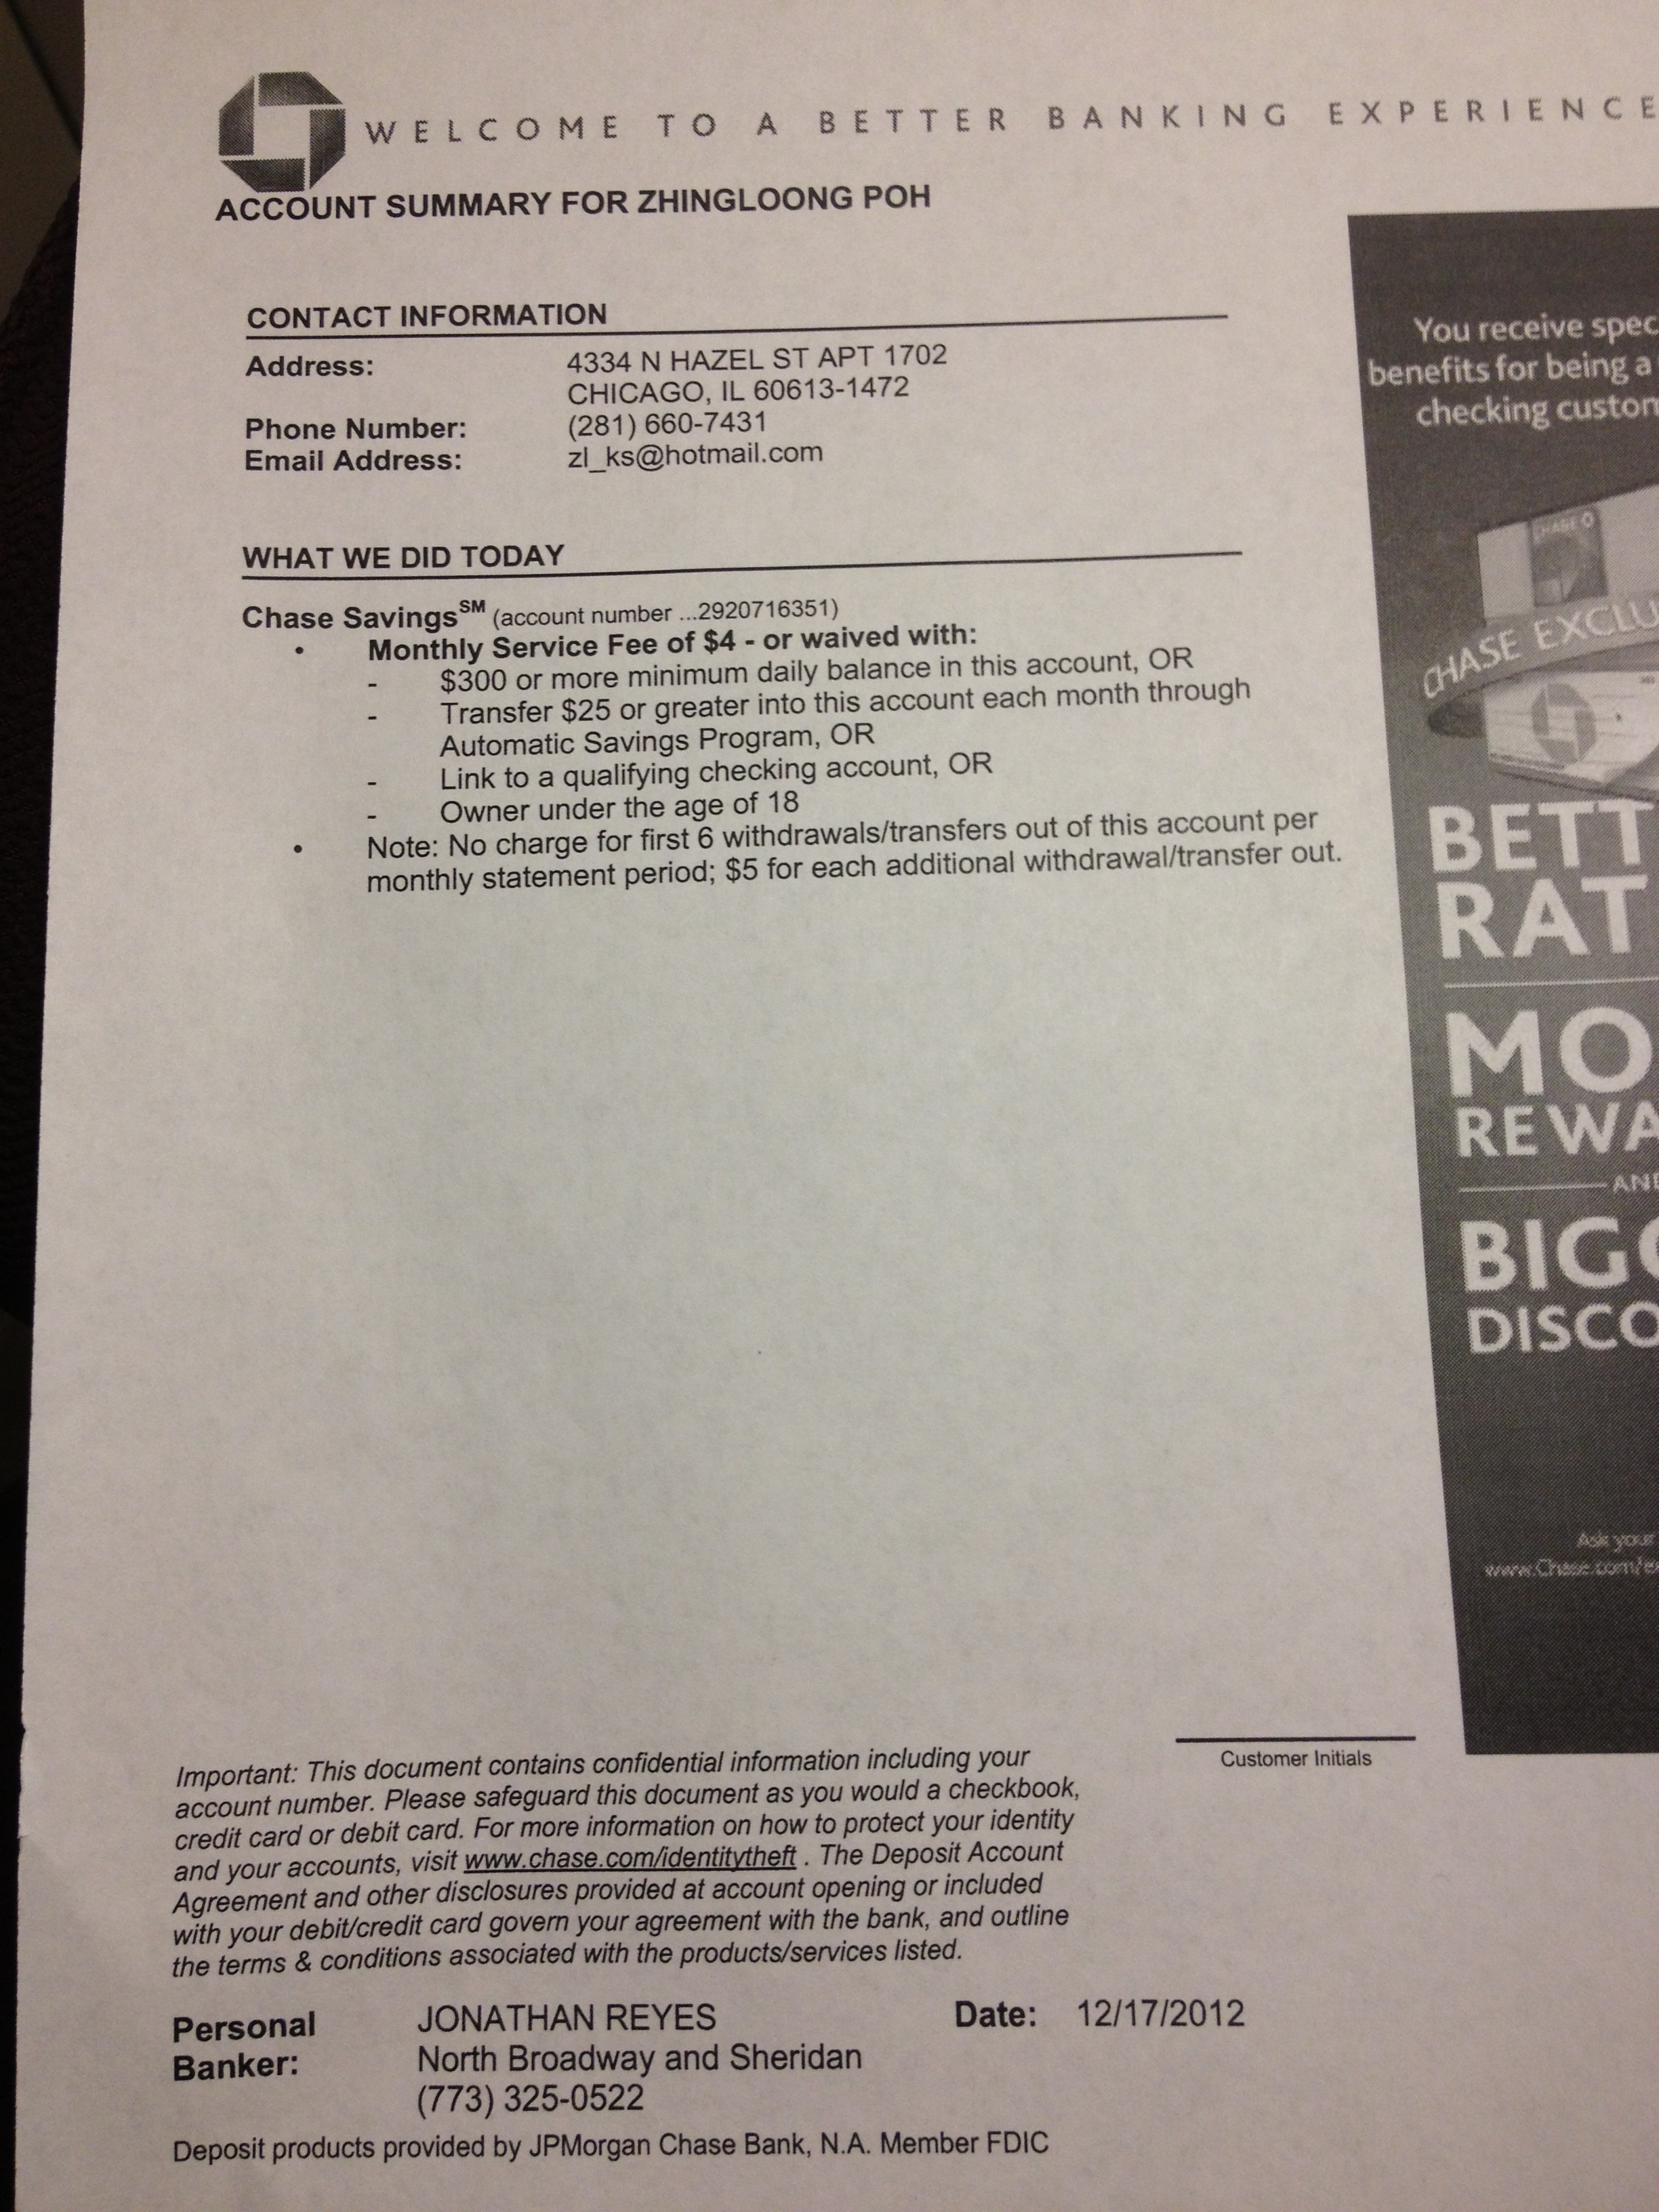 WELCOME TO A BETTER BANKING EXPERIENCE
ACCOUNT SUMMARY FOR ZHINGLOONG POH
CONTACT INFORMATION
Address: 4334 N HAZEL ST APT 1702
CHICAGO, IL 60613-1472
Phone Number: (281) 660-7431
Email Address: zl_ks@hotmail.com
WHAT WE DID TODAY
Chase Savings℠ (account number ...2920716351)
• Monthly Service Fee of $4 - or waived with:
- $300 or more minimum daily balance in this account, OR
- Transfer $25 or greater into this account each month through
Automatic Savings Program, OR
- Link to a qualifying checking account, OR
- Owner under the age of 18
• Note: No charge for first 6 withdrawals/transfers out of this account per
monthly statement period; $5 for each additional withdrawal/transfer out.
You receive spec
benefits for being a
checking custom
CHASE
CHASE EXCLU
BETT
RAT
MO
REWA
AND
BIGG
DISCO
Ask your
www.Chase.com/ex
Customer Initials
Important: This document contains confidential information including your
account number. Please safeguard this document as you would a checkbook,
credit card or debit card. For more information on how to protect your identity
and your accounts, visit www.chase.com/identitytheft . The Deposit Account
Agreement and other disclosures provided at account opening or included
with your debit/credit card govern your agreement with the bank, and outline
the terms & conditions associated with the products/services listed.
Personal JONATHAN REYES Date: 12/17/2012
Banker: North Broadway and Sheridan
(773) 325-0522
Deposit products provided by JPMorgan Chase Bank, N.A. Member FDIC